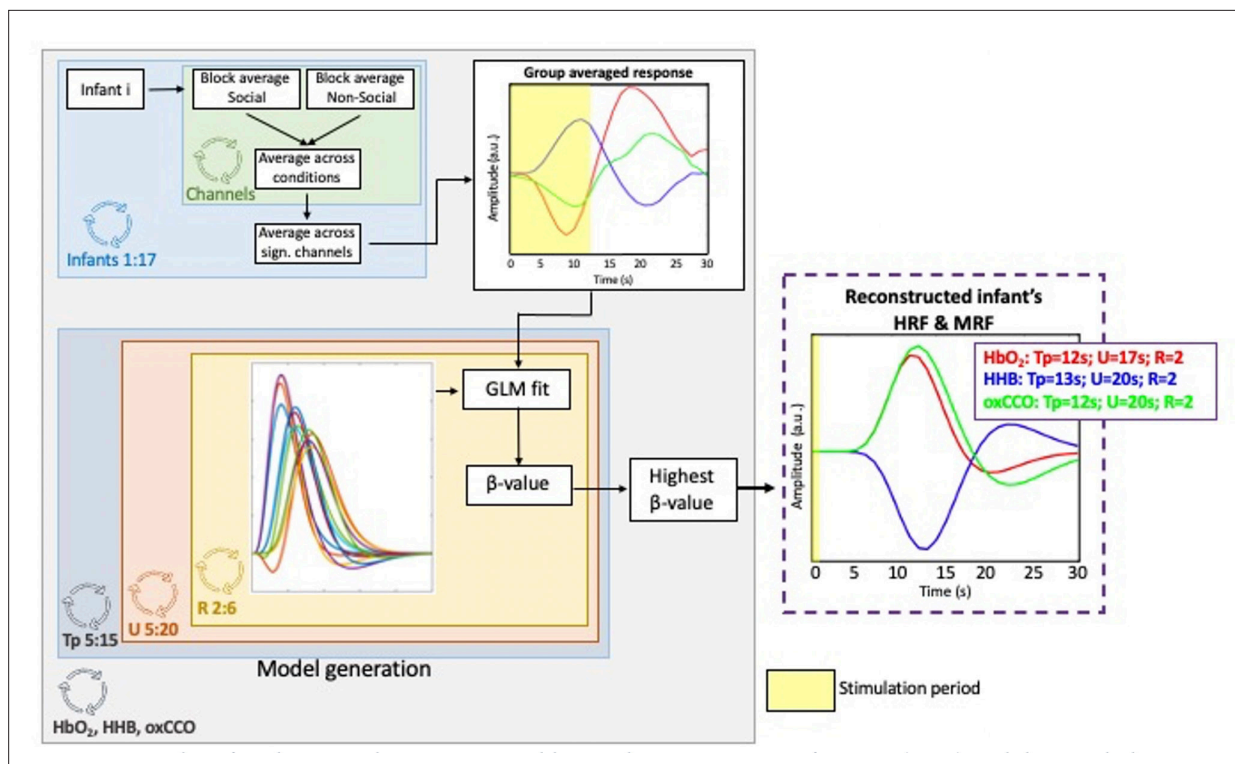 Infant i
Block average
Social
Block average
Non-Social
Average across
conditions
Channels
Average across
sign. channels
Infants 1:17
Group averaged response
Amplitude (a.u.)
0 5 10 15 20 25 30
Time (s)
GLM fit
β-value
R 2:6
U 5:20
Tp 5:15
Model generation
HbO₂, HHB, oxCCO
Highest
β-value
Reconstructed infant's
HRF & MRF
HbO₂: Tp=12s; U=17s; R=2
HHB: Tp=13s; U=20s; R=2
oxCCO: Tp=12s; U=20s; R=2
Amplitude (a.u.)
0 5 10 15 20 25 30
Time (s)
Stimulation period